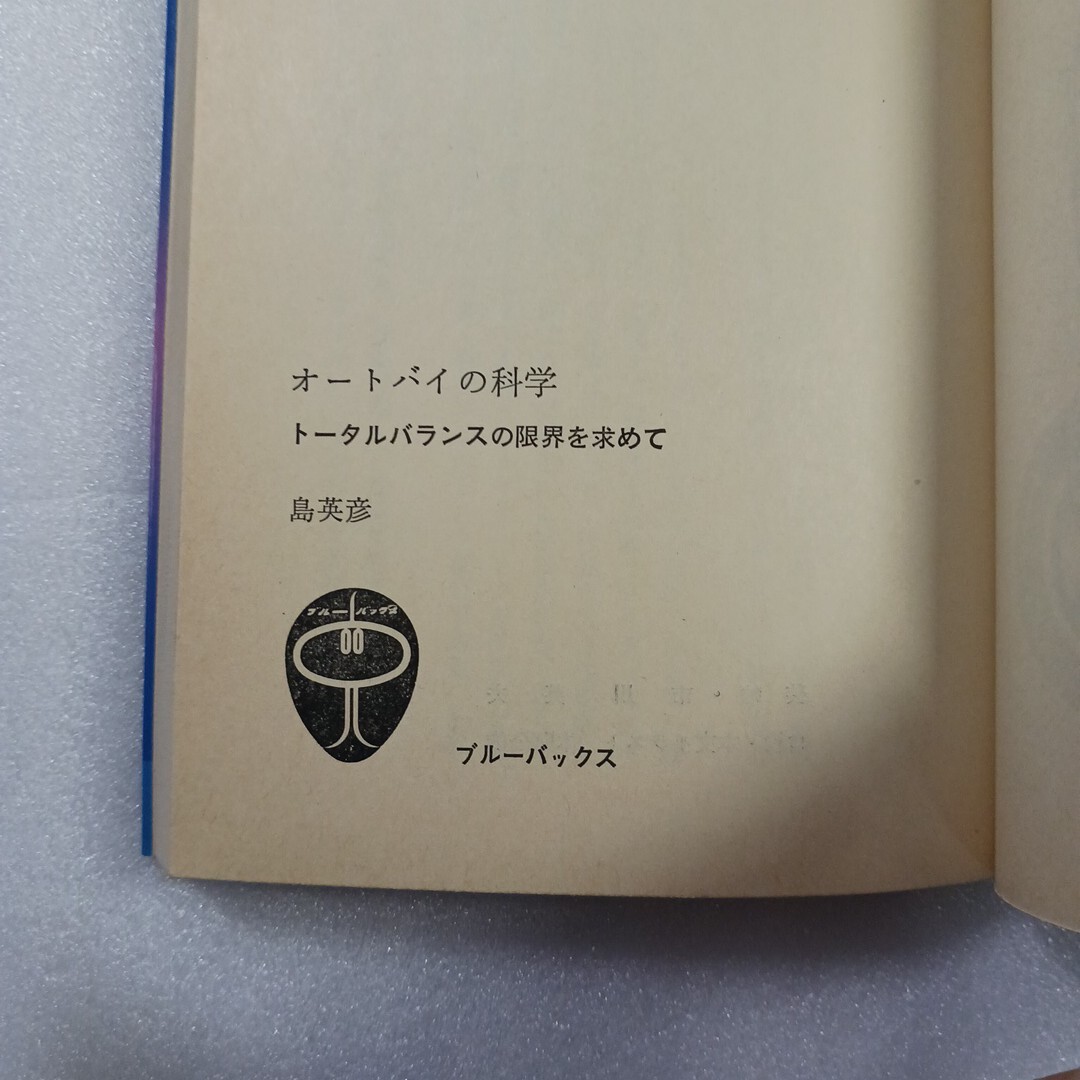 オートバイの科学
トータルバランスの限界を求めて
島英彦
ブルーバックス
ブルーバックス